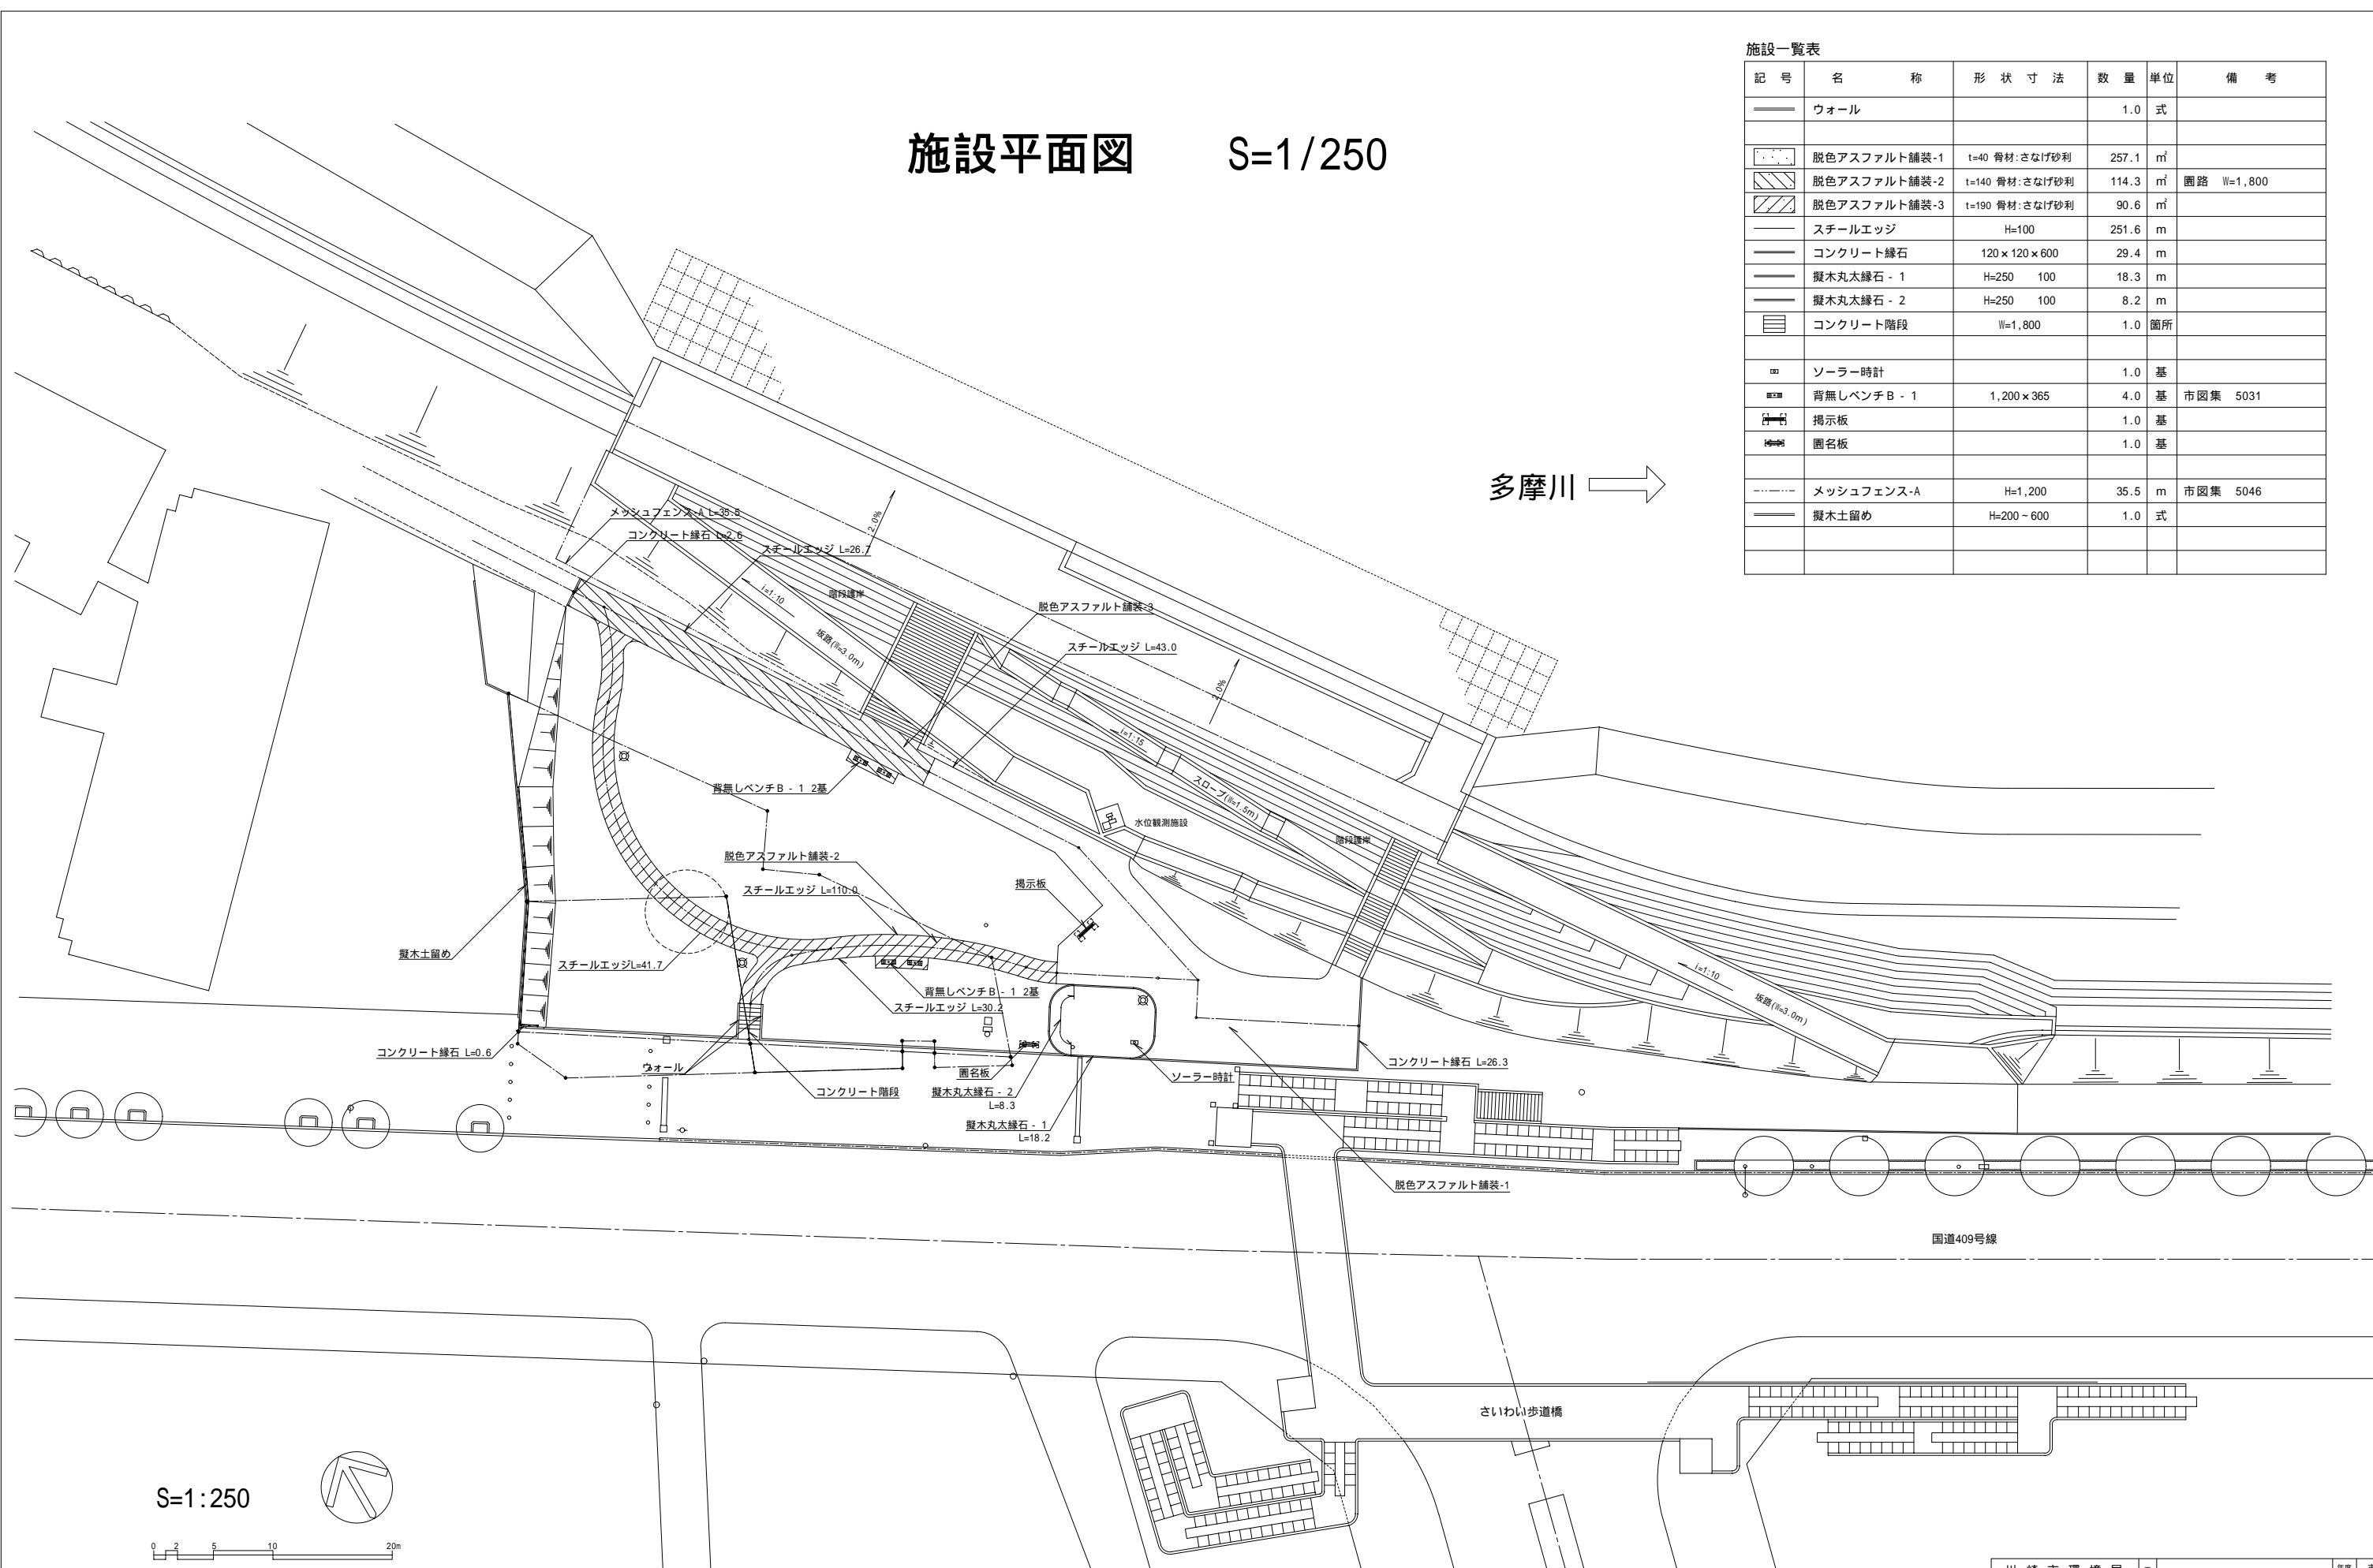 施設平面図 S=1/250
施設一覧表
記号 名称 形状寸法 数量 単位 備考
ウォール 1.0 式
脱色アスファルト舗装-1 t=40 骨材:さなげ砂利 257.1 ㎡
脱色アスファルト舗装-2 t=140 骨材:さなげ砂利 114.3 ㎡ 園路 W=1,800
脱色アスファルト舗装-3 t=190 骨材:さなげ砂利 90.6 ㎡
スチールエッジ H=100 251.6 m
コンクリート縁石 120×120×600 29.4 m
擬木丸太縁石 - 1 H=250 100 18.3 m
擬木丸太縁石 - 2 H=250 100 8.2 m
コンクリート階段 W=1,800 1.0 箇所
ソーラー時計 1.0 基
背無しベンチB - 1 1,200×365 4.0 基 市図集 5031
掲示板 1.0 基
園名板 1.0 基
メッシュフェンス-A H=1,200 35.5 m 市図集 5046
擬木土留め H=200~600 1.0 式
多摩川
メッシュフェンス-A L=35.5
コンクリート縁石 L=2.6
スチールエッジ L=26.7
2.0%
i=1:10
階段護岸
坂路(W=3.0m)
脱色アスファルト舗装-3
スチールエッジ L=43.0
2.0%
i=1:15
スロープ(W=1.5m)
背無しベンチB - 1 2基
水位観測施設
階段護岸
脱色アスファルト舗装-2
スチールエッジ L=110.0
掲示板
擬木土留め
スチールエッジL=41.7
背無しベンチB - 1 2基
スチールエッジ L=30.2
i=1:10
坂路(W=3.0m)
コンクリート縁石 L=0.6
ウォール
コンクリート階段
園名板
擬木丸太縁石 - 2
L=8.3
擬木丸太縁石 - 1
L=18.2
ソーラー時計
コンクリート縁石 L=26.3
脱色アスファルト舗装-1
国道409号線
さいわい歩道橋
S=1:250
0 2 5 10 20m